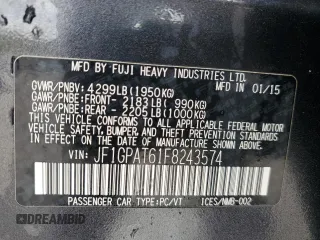 MFD BY FUJI HEAVY INDUSTRIES LTD.
GVWR/PNBV: 4299LB(1950KG) MFD IN 01/15
GAWR/PNBE:FRONT- 2183LB( 990KG)
GAWR/PNBE:REAR - 2205LB(1000KG)
THIS VEHICLE CONFORMS TO ALL APPLICABLE
FEDERAL MOTOR VEHICLE SAFETY, BUMPER,
AND THEFT PREVENTION STANDARDS IN EFFECT
ON THE DATE OF MANUFACTURE SHOWN ABOVE.
VIN: JF1GPAT61F8243574
PASSENGER CAR TYPE:PC/VT ICES/NMB-002